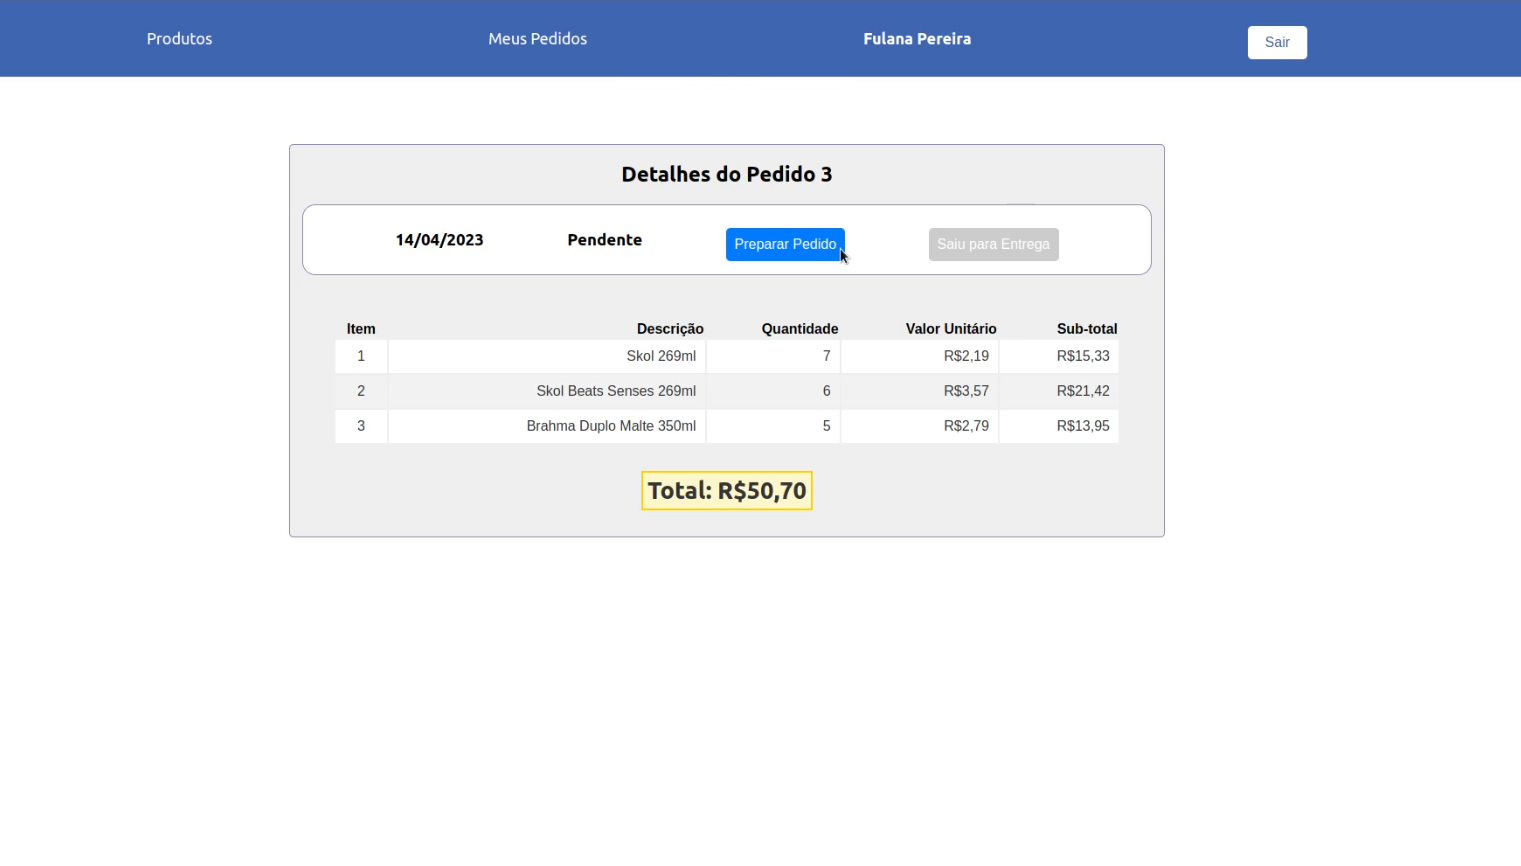 Produtos Meus Pedidos Fulana Pereira Sair
Detalhes do Pedido 3
14/04/2023 Pendente Preparar Pedido Saiu para Entrega
Item Descrição Quantidade Valor Unitário Sub-total
1 Skol 269ml 7 R$2,19 R$15,33
2 Skol Beats Senses 269ml 6 R$3,57 R$21,42
3 Brahma Duplo Malte 350ml 5 R$2,79 R$13,95
Total: R$50,70